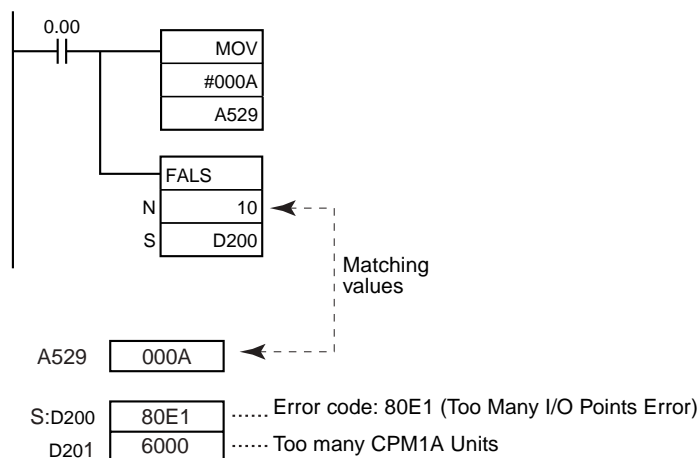 0.00
MOV
#000A
A529
FALS
N 10
S D200
Matching
values
A529 000A
S:D200 80E1 ...... Error code: 80E1 (Too Many I/O Points Error)
D201 6000 ...... Too many CPM1A Units